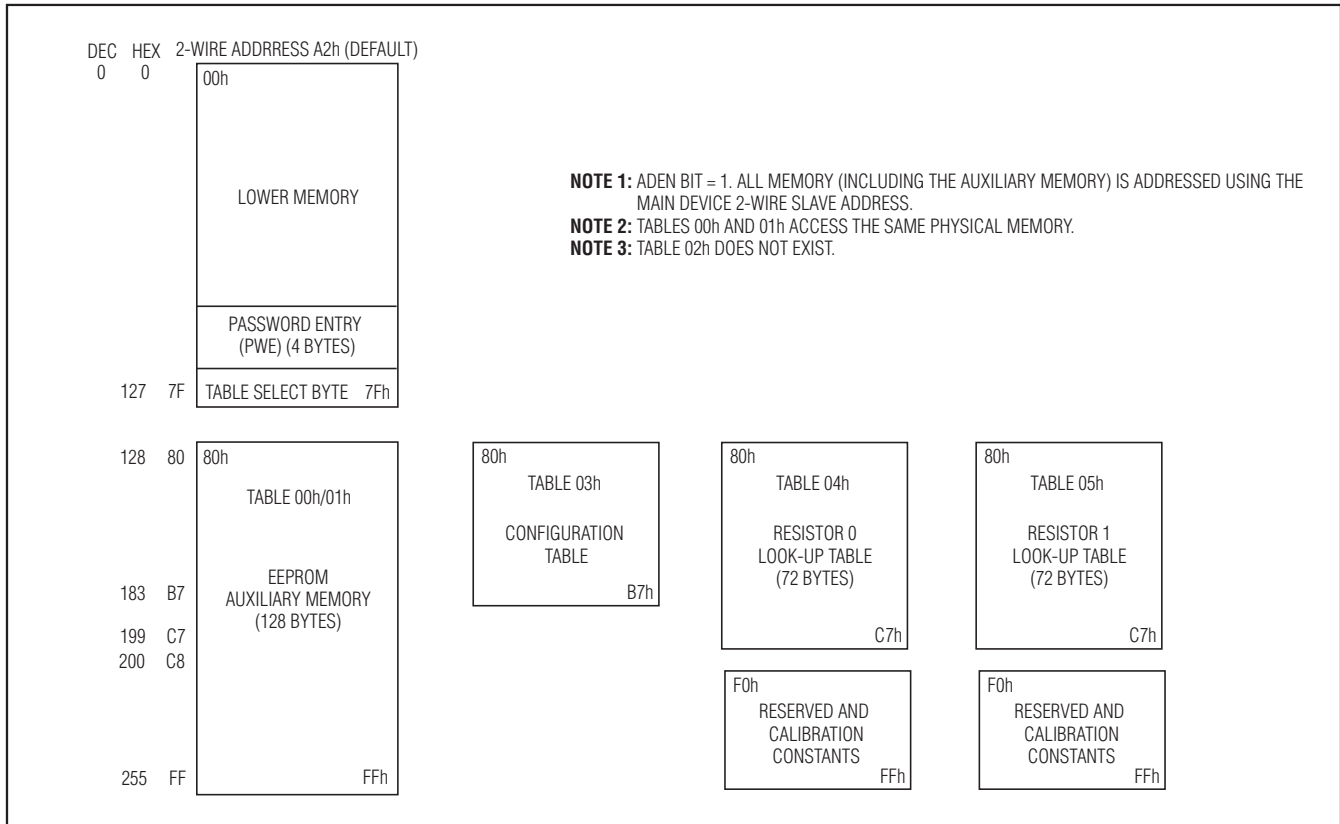 DEC HEX 2-WIRE ADDRRESS A2h (DEFAULT)
0 0
00h
LOWER MEMORY
PASSWORD ENTRY
(PWE) (4 BYTES)
127 7F TABLE SELECT BYTE 7Fh
NOTE 1: ADEN BIT = 1. ALL MEMORY (INCLUDING THE AUXILIARY MEMORY) IS ADDRESSED USING THE
MAIN DEVICE 2-WIRE SLAVE ADDRESS.
NOTE 2: TABLES 00h AND 01h ACCESS THE SAME PHYSICAL MEMORY.
NOTE 3: TABLE 02h DOES NOT EXIST.
128 80 80h
TABLE 00h/01h
EEPROM
AUXILIARY MEMORY
(128 BYTES)
183 B7
199 C7
200 C8
255 FF FFh
80h
TABLE 03h
CONFIGURATION
TABLE
B7h
80h
TABLE 04h
RESISTOR 0
LOOK-UP TABLE
(72 BYTES)
C7h
F0h
RESERVED AND
CALIBRATION
CONSTANTS
FFh
80h
TABLE 05h
RESISTOR 1
LOOK-UP TABLE
(72 BYTES)
C7h
F0h
RESERVED AND
CALIBRATION
CONSTANTS
FFh